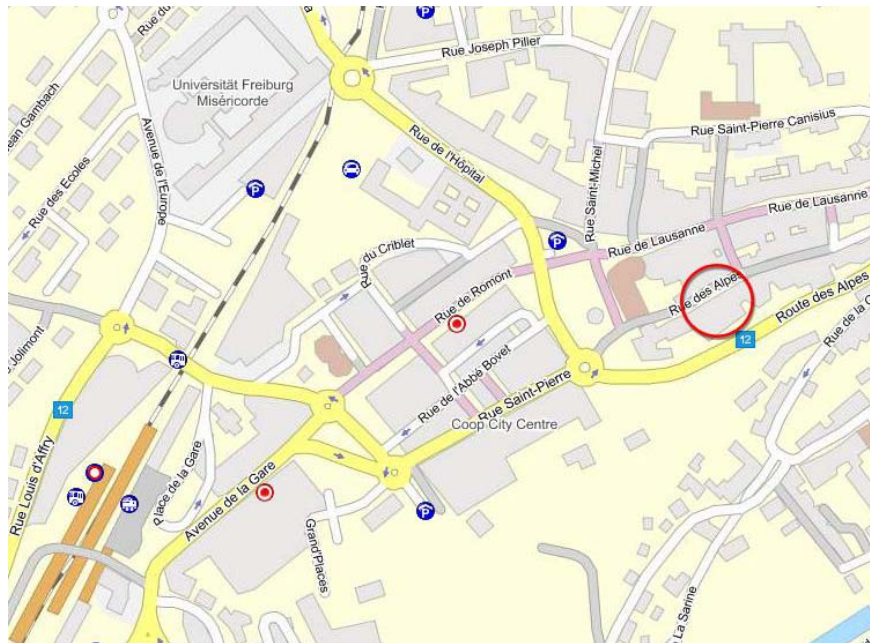 Rue du
Rue Joseph Piller
Universität Freiburg
Miséricorde
Jean Gambach
Avenue de l'Europe
Rue des Ecoles
Rue de l'Hôpital
Rue Saint-Michel
Rue Saint-Pierre Canisius
Rue de Lausanne
Rue de Lausanne
Rue du Criblet
Rue de Romont
Rue des Alpes
Route des Alpes
12
Rue de la
Jolimont
Rue de l'Abbé Bovet
Rue Saint-Pierre
Coop City Centre
12
Rue Louis d'Affry
Place de la Gare
Avenue de la Gare
Grand'Places
La Sarine
P
P
P
P